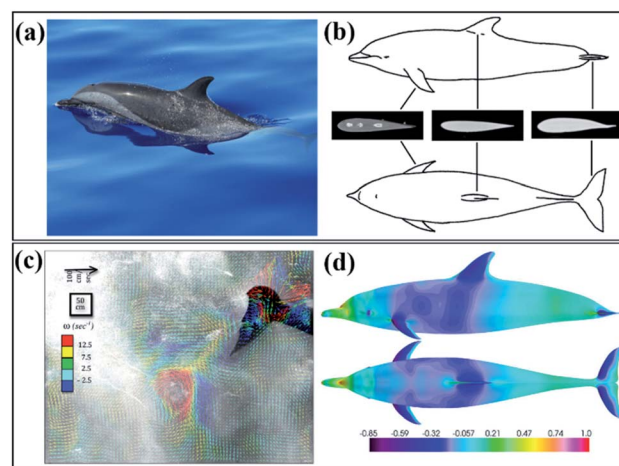 (a)
(b)
(c)
100
cm
sec
50
cm
ω (sec⁻¹)
12.5
7.5
2.5
- 2.5
(d)
-0.85 -0.59 -0.32 -0.057 0.21 0.47 0.74 1.0